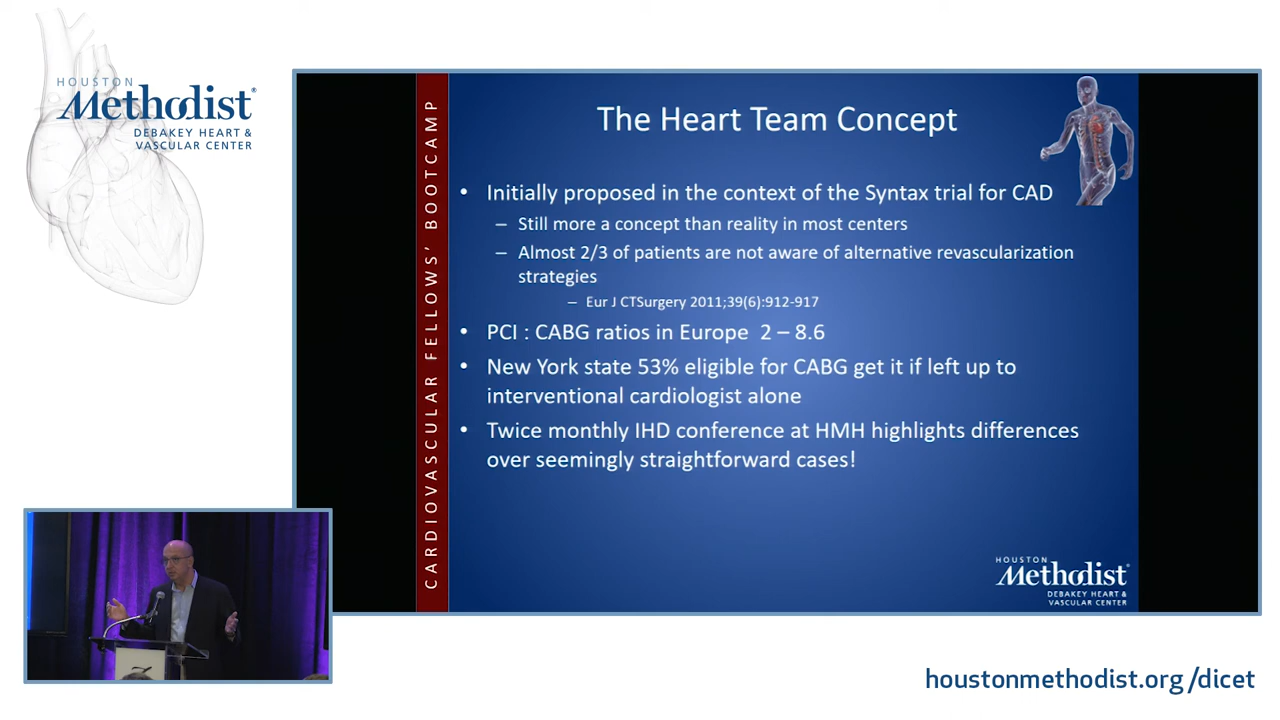 HOUSTON
Methodist®
DEBAKEY HEART &
VASCULAR CENTER
CARDIOVASCULAR FELLOWS' BOOTCAMP
The Heart Team Concept
• Initially proposed in the context of the Syntax trial for CAD
– Still more a concept than reality in most centers
– Almost 2/3 of patients are not aware of alternative revascularization
strategies
– Eur J CTSurgery 2011;39(6):912-917
• PCI : CABG ratios in Europe 2 – 8.6
• New York state 53% eligible for CABG get it if left up to
interventional cardiologist alone
• Twice monthly IHD conference at HMH highlights differences
over seemingly straightforward cases!
HOUSTON
Methodist®
DEBAKEY HEART &
VASCULAR CENTER
houstonmethodist.org/dicet